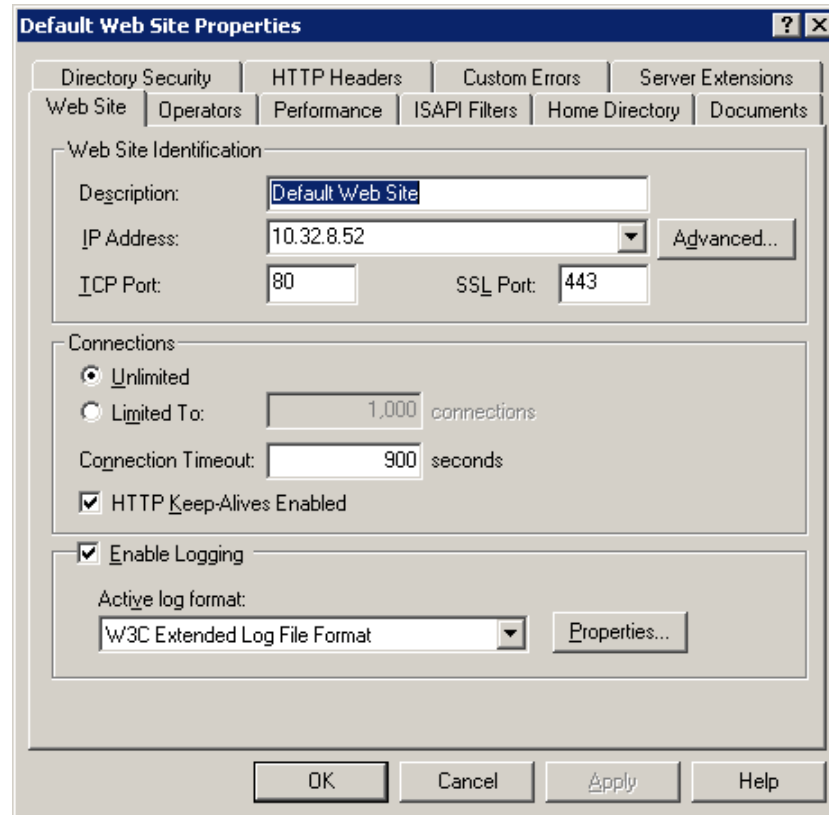 Default Web Site Properties
Directory Security HTTP Headers Custom Errors Server Extensions
Web Site Operators Performance ISAPI Filters Home Directory Documents
Web Site Identification
Description: Default Web Site
IP Address: 10.32.8.52 Advanced...
TCP Port: 80 SSL Port: 443
Connections
Unlimited
Limited To: 1,000 connections
Connection Timeout: 900 seconds
HTTP Keep-Alives Enabled
Enable Logging
Active log format:
W3C Extended Log File Format Properties...
OK Cancel Apply Help